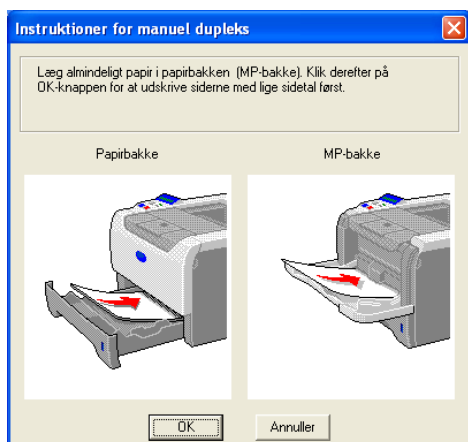 Instruktioner for manuel dupleks
Læg almindeligt papir i papirbakken (MP-bakke). Klik derefter på
OK-knappen for at udskrive siderne med lige sidetal først.
Papirbakke
MP-bakke
OK
Annuller